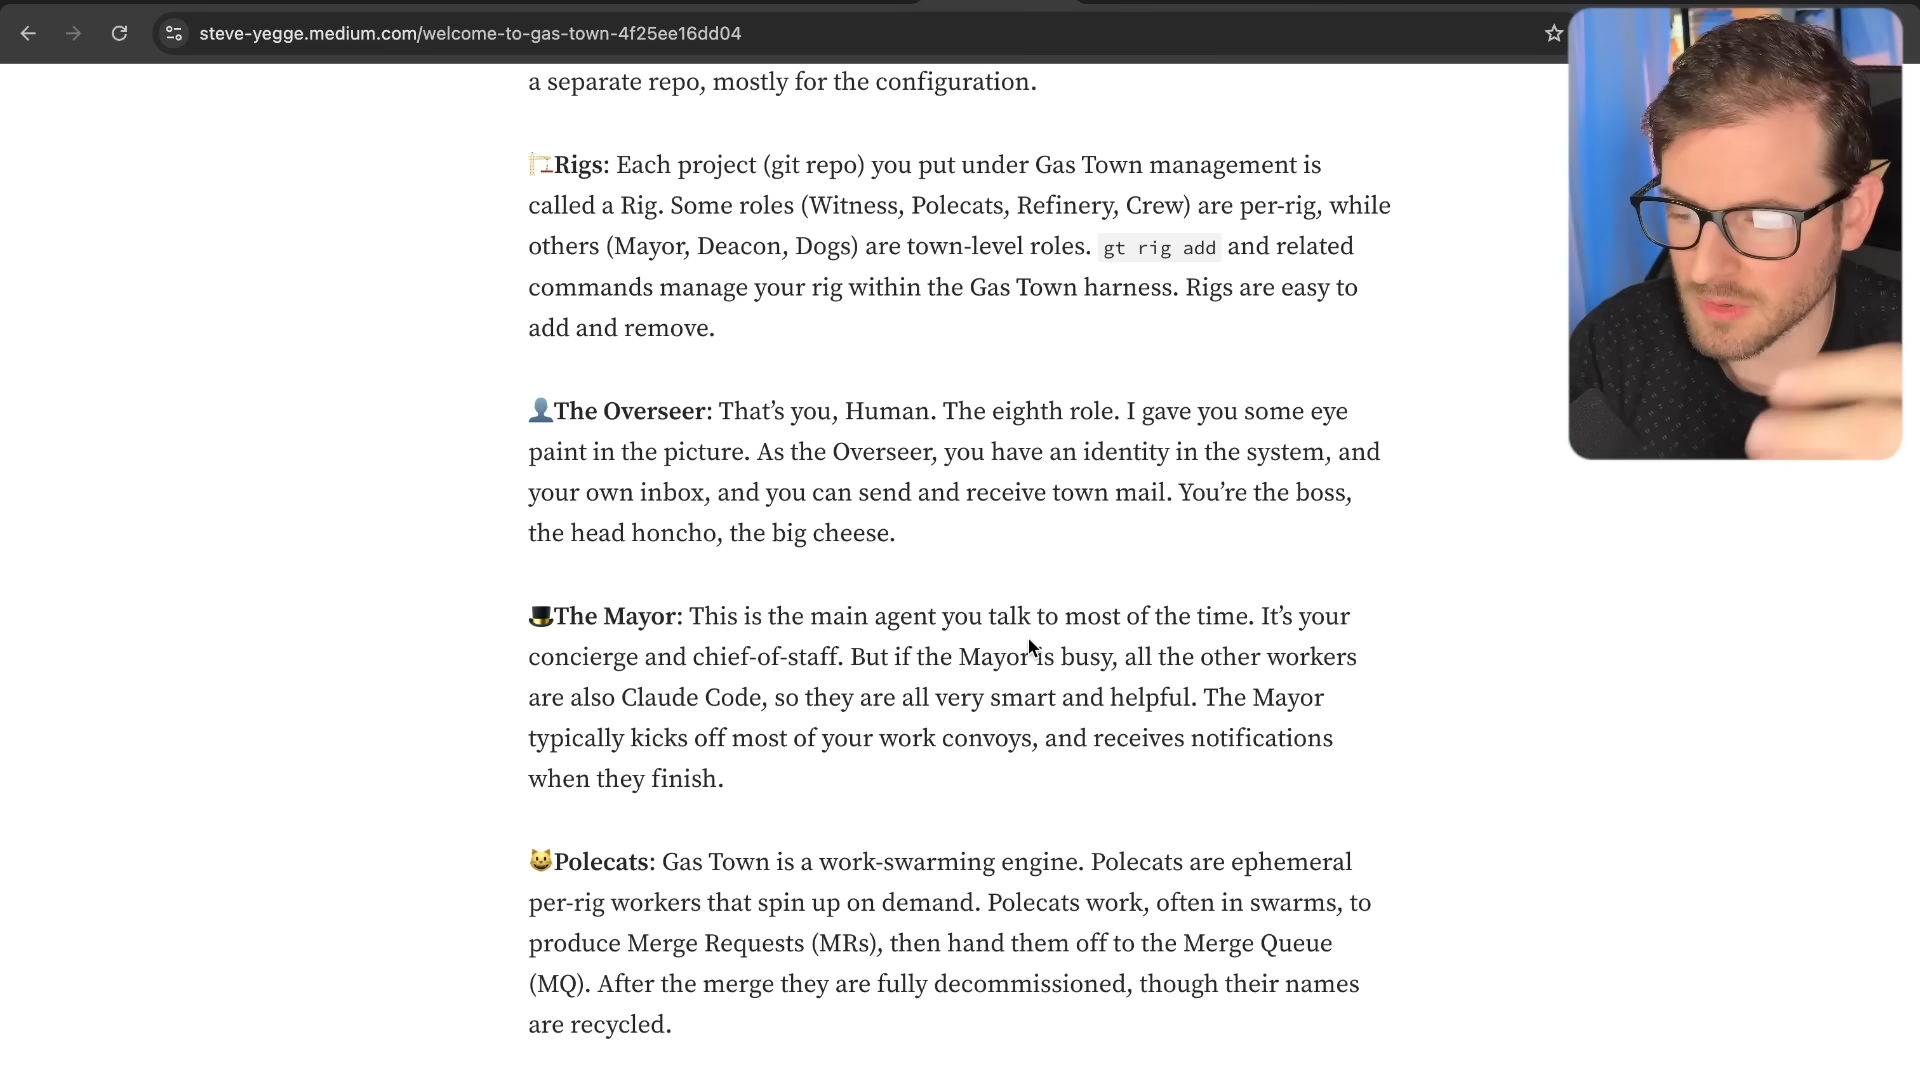 steve-yegge.medium.com/welcome-to-gas-town-4f25ee16dd04
a separate repo, mostly for the configuration.
🏗️Rigs: Each project (git repo) you put under Gas Town management is
called a Rig. Some roles (Witness, Polecats, Refinery, Crew) are per-rig, while
others (Mayor, Deacon, Dogs) are town-level roles. gt rig add and related
commands manage your rig within the Gas Town harness. Rigs are easy to
add and remove.
👤The Overseer: That’s you, Human. The eighth role. I gave you some eye
paint in the picture. As the Overseer, you have an identity in the system, and
your own inbox, and you can send and receive town mail. You’re the boss,
the head honcho, the big cheese.
🎩The Mayor: This is the main agent you talk to most of the time. It’s your
concierge and chief-of-staff. But if the Mayor is busy, all the other workers
are also Claude Code, so they are all very smart and helpful. The Mayor
typically kicks off most of your work convoys, and receives notifications
when they finish.
😺Polecats: Gas Town is a work-swarming engine. Polecats are ephemeral
per-rig workers that spin up on demand. Polecats work, often in swarms, to
produce Merge Requests (MRs), then hand them off to the Merge Queue
(MQ). After the merge they are fully decommissioned, though their names
are recycled.